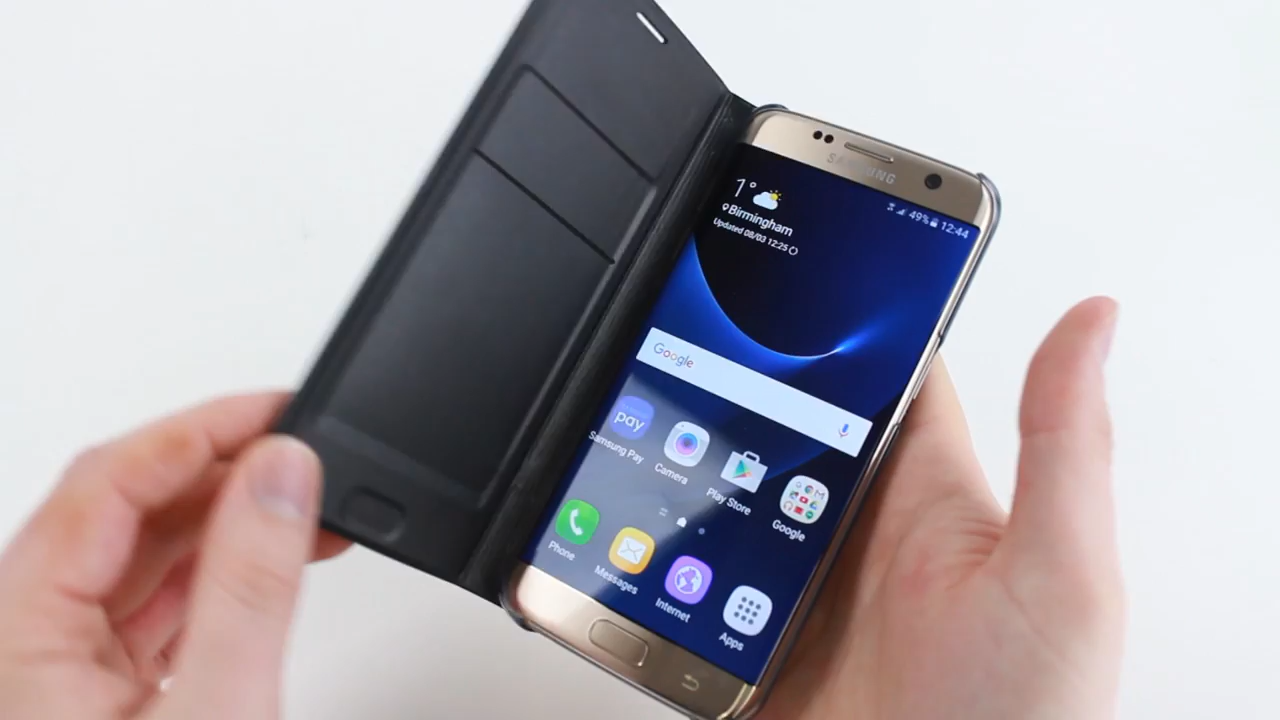 SAMSUNG
49% 12:44
1°
Birmingham
Updated 08/03 12:25
Google
pay
Samsung Pay
Camera
Play Store
Google
Phone
Messages
Internet
Apps